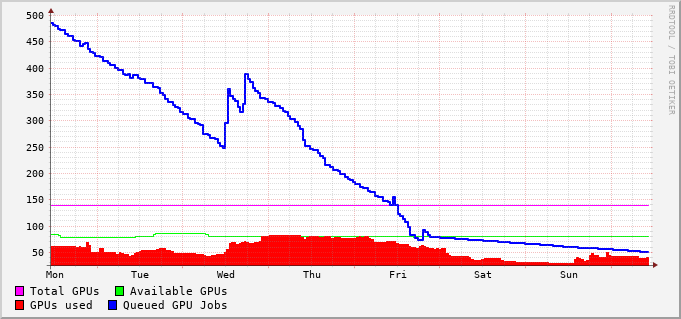 500
450
400
350
300
250
200
150
100
50
Mon Tue Wed Thu Fri Sat Sun
Total GPUs Available GPUs
GPUs used Queued GPU Jobs
RRDTOOL / TOBI OETIKER